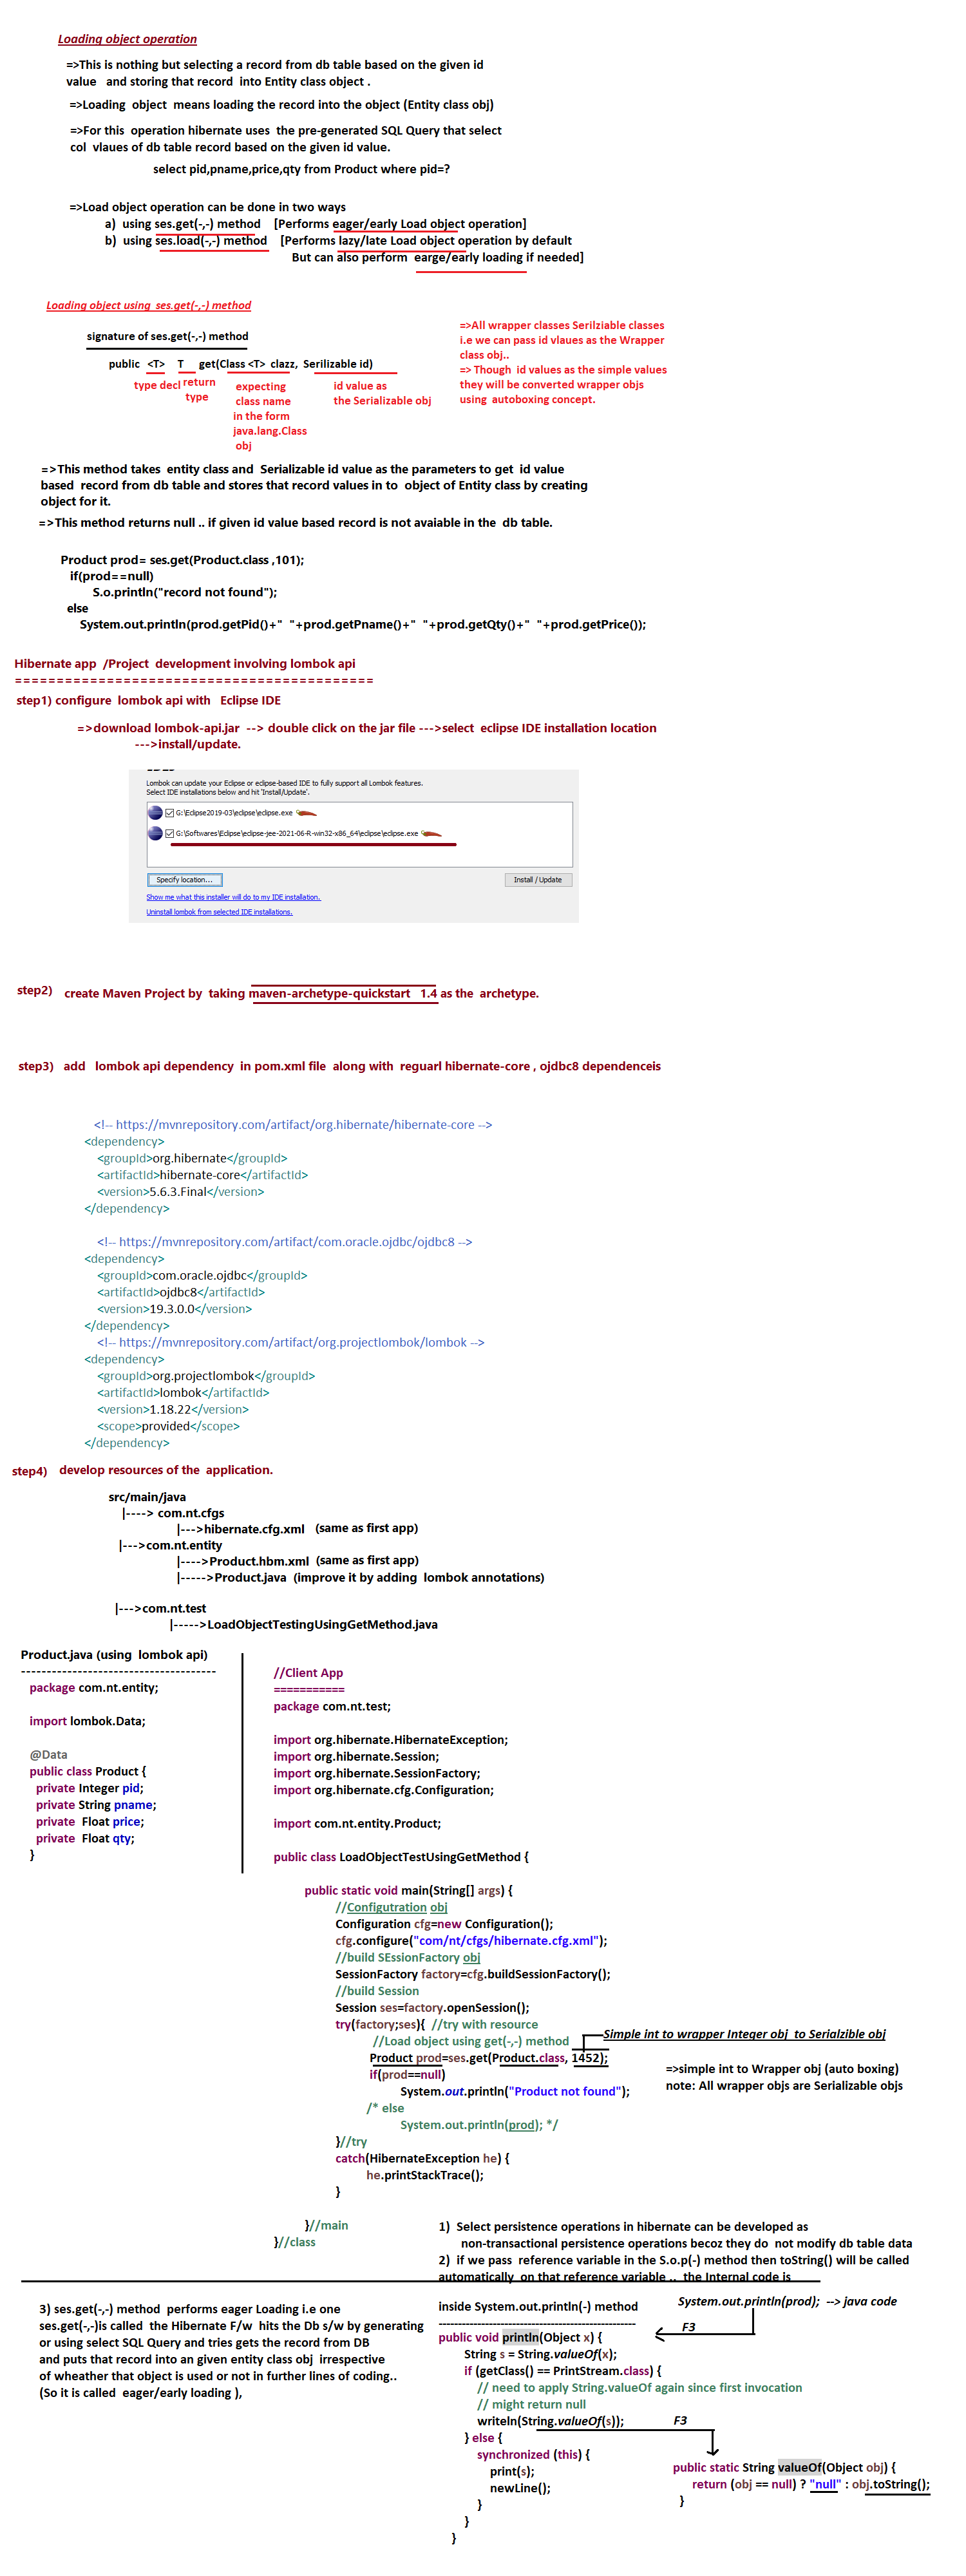 Loading object operation
=>This is nothing but selecting a record from db table based on the given id
value   and storing that record  into Entity class object .
=>Loading  object  means loading the record into the object (Entity class obj)
=>For this  operation hibernate uses  the pre-generated SQL Query that select
col  vlaues of db table record based on the given id value.
select pid,pname,price,qty from Product where pid=?
=>Load object operation can be done in two ways
a)  using ses.get(-,-) method    [Performs eager/early Load object operation]
b)  using ses.load(-,-) method    [Performs lazy/late Load object operation by default
But can also perform  earge/early loading if needed]
Loading object using  ses.get(-,-) method
signature of ses.get(-,-) method
public   <T>    T    get(Class <T>  clazz,  Serilizable id)
type decl
return
type
expecting
class name
in the form
java.lang.Class
obj
id value as
the Serializable obj
=>All wrapper classes Serilziable classes
i.e we can pass id vlaues as the Wrapper
class obj..
=> Though  id values as the simple values
they will be converted wrapper objs
using  autoboxing concept.
=>This method takes  entity class and  Serializable id value as the parameters to get  id value
based  record from db table and stores that record values in to  object of Entity class by creating
object for it.
=>This method returns null .. if given id value based record is not avaiable in the  db table.
Product prod= ses.get(Product.class ,101);
if(prod==null)
S.o.println("record not found");
else
System.out.println(prod.getPid()+"  "+prod.getPname()+"  "+prod.getQty()+"  "+prod.getPrice());
Hibernate app  /Project  development involving lombok api
===========================================
step1) configure  lombok api with   Eclipse IDE
=>download lombok-api.jar  --> double click on the jar file --->select  eclipse IDE installation location
--->install/update.
Lombok can update your Eclipse or eclipse-based IDE to fully support all Lombok features.
Select IDE installations below and hit 'Install/Update'.
G:\Eclipse2019-03\eclipse\eclipse.exe
G:\Softwares\Eclipse\eclipse-jee-2021-06-R-win32-x86_64\eclipse\eclipse.exe
Specify location...
Install / Update
Show me what this installer will do to my IDE installation.
Uninstall lombok from selected IDE installations.
step2)   create Maven Project by  taking maven-archetype-quickstart   1.4 as the  archetype.
step3)   add   lombok api dependency  in pom.xml file  along with  reguarl hibernate-core , ojdbc8 dependenceis
<!-- https://mvnrepository.com/artifact/org.hibernate/hibernate-core -->
<dependency>
<groupId>org.hibernate</groupId>
<artifactId>hibernate-core</artifactId>
<version>5.6.3.Final</version>
</dependency>
<!-- https://mvnrepository.com/artifact/com.oracle.ojdbc/ojdbc8 -->
<dependency>
<groupId>com.oracle.ojdbc</groupId>
<artifactId>ojdbc8</artifactId>
<version>19.3.0.0</version>
</dependency>
<!-- https://mvnrepository.com/artifact/org.projectlombok/lombok -->
<dependency>
<groupId>org.projectlombok</groupId>
<artifactId>lombok</artifactId>
<version>1.18.22</version>
<scope>provided</scope>
</dependency>
step4)   develop resources of the  application.
src/main/java
|----> com.nt.cfgs
|--->hibernate.cfg.xml   (same as first app)
|--->com.nt.entity
|---->Product.hbm.xml  (same as first app)
|----->Product.java  (improve it by adding  lombok annotations)
|--->com.nt.test
|----->LoadObjectTestingUsingGetMethod.java
Product.java (using  lombok api)
--------------------------------------
package com.nt.entity;
import lombok.Data;
@Data
public class Product {
private Integer pid;
private String pname;
private  Float price;
private  Float qty;
}
//Client App
===========
package com.nt.test;
import org.hibernate.HibernateException;
import org.hibernate.Session;
import org.hibernate.SessionFactory;
import org.hibernate.cfg.Configuration;
import com.nt.entity.Product;
public class LoadObjectTestUsingGetMethod {
public static void main(String[] args) {
//Configutration obj
Configuration cfg=new Configuration();
cfg.configure("com/nt/cfgs/hibernate.cfg.xml");
//build SEssionFactory obj
SessionFactory factory=cfg.buildSessionFactory();
//build Session
Session ses=factory.openSession();
try(factory;ses){  //try with resource
//Load object using get(-,-) method
Product prod=ses.get(Product.class, 1452);
if(prod==null)
System.out.println("Product not found");
/* else
System.out.println(prod); */
}//try
catch(HibernateException he) {
he.printStackTrace();
}
}//main
}//class
Simple int to wrapper Integer obj  to Serialzible obj
=>simple int to Wrapper obj (auto boxing)
note: All wrapper objs are Serializable objs
1)  Select persistence operations in hibernate can be developed as
non-transactional persistence operations becoz they do  not modify db table data
2)  if we pass  reference variable in the S.o.p(-) method then toString() will be called
automatically  on that reference variable ..  the Internal code is
3) ses.get(-,-) method  performs eager Loading i.e one
ses.get(-,-)is called  the Hibernate F/w  hits the Db s/w by generating
or using select SQL Query and tries gets the record from DB
and puts that record into an given entity class obj  irrespective
of wheather that object is used or not in further lines of coding..
(So it is called  eager/early loading ),
inside System.out.println(-) method
-------------------------------------------------
public void println(Object x) {
String s = String.valueOf(x);
if (getClass() == PrintStream.class) {
// need to apply String.valueOf again since first invocation
// might return null
writeln(String.valueOf(s));
} else {
synchronized (this) {
print(s);
newLine();
}
}
}
System.out.println(prod);  --> java code
F3
F3
public static String valueOf(Object obj) {
return (obj == null) ? "null" : obj.toString();
}